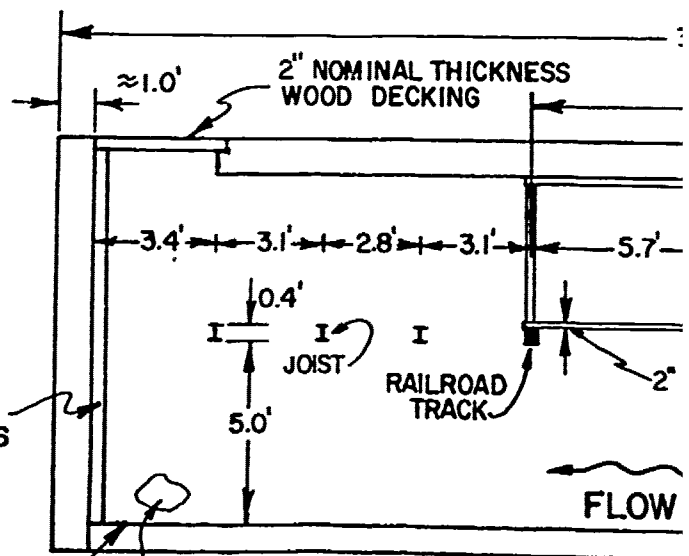 ≈1.0'
2" NOMINAL THICKNESS
WOOD DECKING
3.4'
3.1'
2.8'
3.1'
5.7'
0.4'
JOIST
RAILROAD
TRACK
2"
5.0'
FLOW